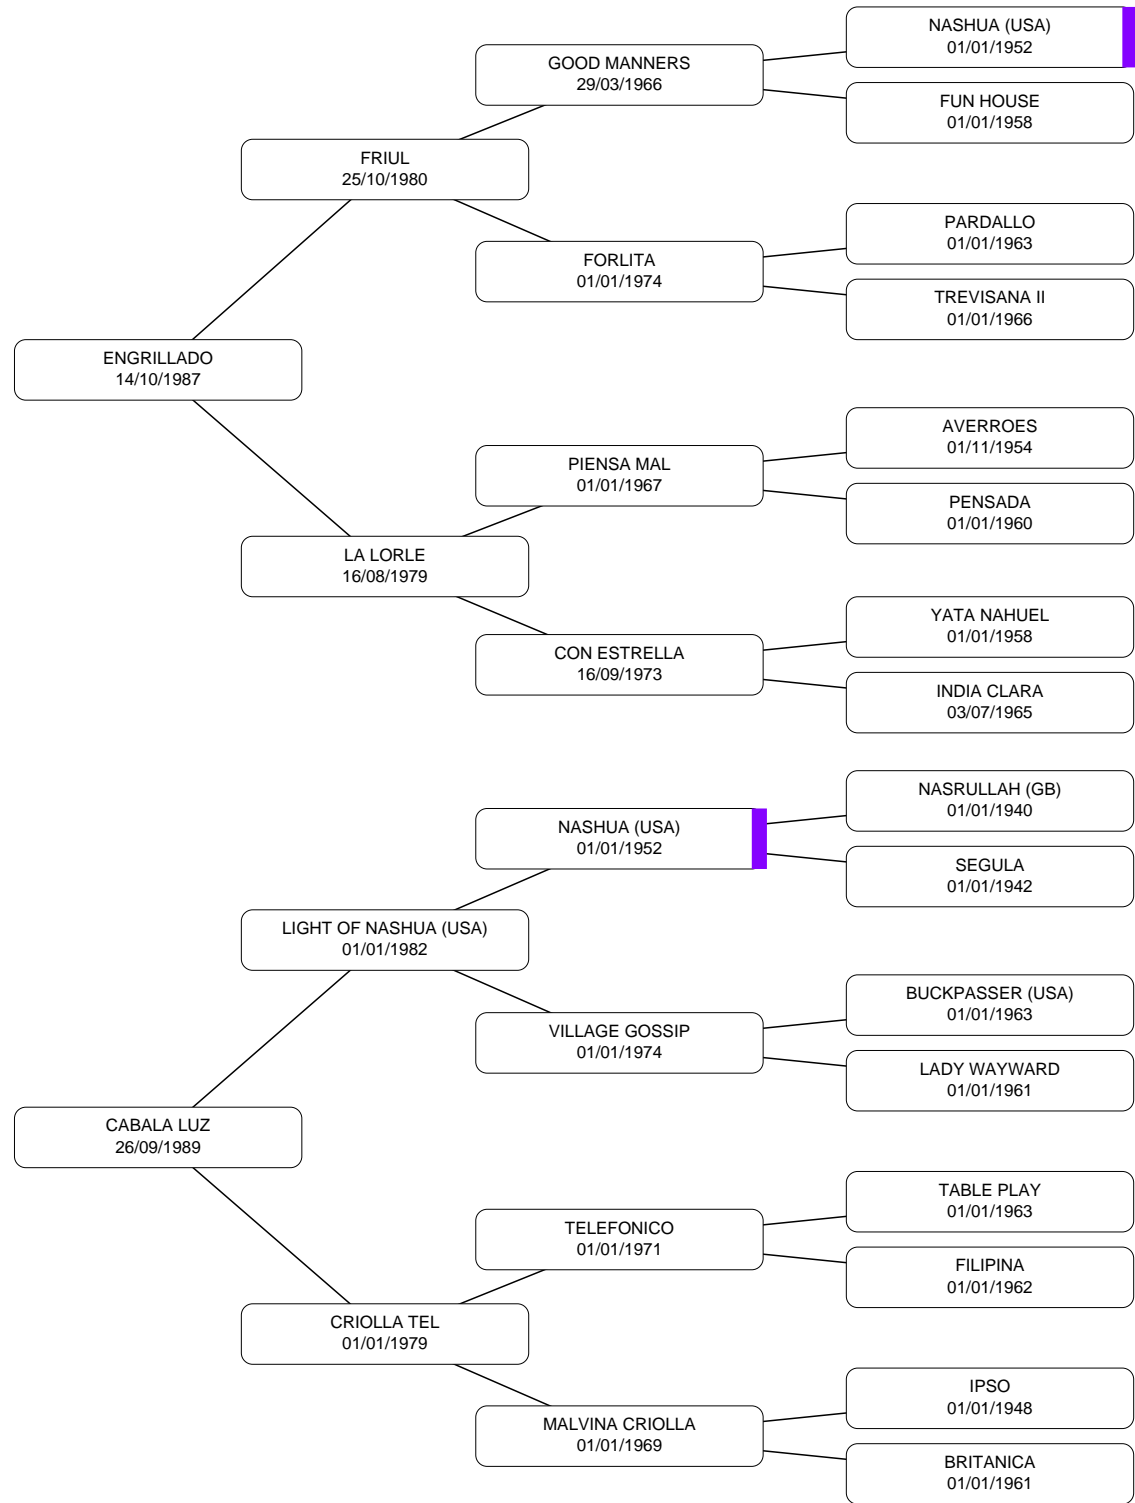 NASHUA (USA)
01/01/1952
GOOD MANNERS
29/03/1966
FUN HOUSE
01/01/1958
FRIUL
25/10/1980
PARDALLO
01/01/1963
FORLITA
01/01/1974
TREVISANA II
01/01/1966
ENGRILLADO
14/10/1987
AVERROES
01/11/1954
PIENSA MAL
01/01/1967
PENSADA
01/01/1960
LA LORLE
16/08/1979
YATA NAHUEL
01/01/1958
CON ESTRELLA
16/09/1973
INDIA CLARA
03/07/1965
NASRULLAH (GB)
01/01/1940
NASHUA (USA)
01/01/1952
SEGULA
01/01/1942
LIGHT OF NASHUA (USA)
01/01/1982
BUCKPASSER (USA)
01/01/1963
VILLAGE GOSSIP
01/01/1974
LADY WAYWARD
01/01/1961
CABALA LUZ
26/09/1989
TABLE PLAY
01/01/1963
TELEFONICO
01/01/1971
FILIPINA
01/01/1962
CRIOLLA TEL
01/01/1979
IPSO
01/01/1948
MALVINA CRIOLLA
01/01/1969
BRITANICA
01/01/1961